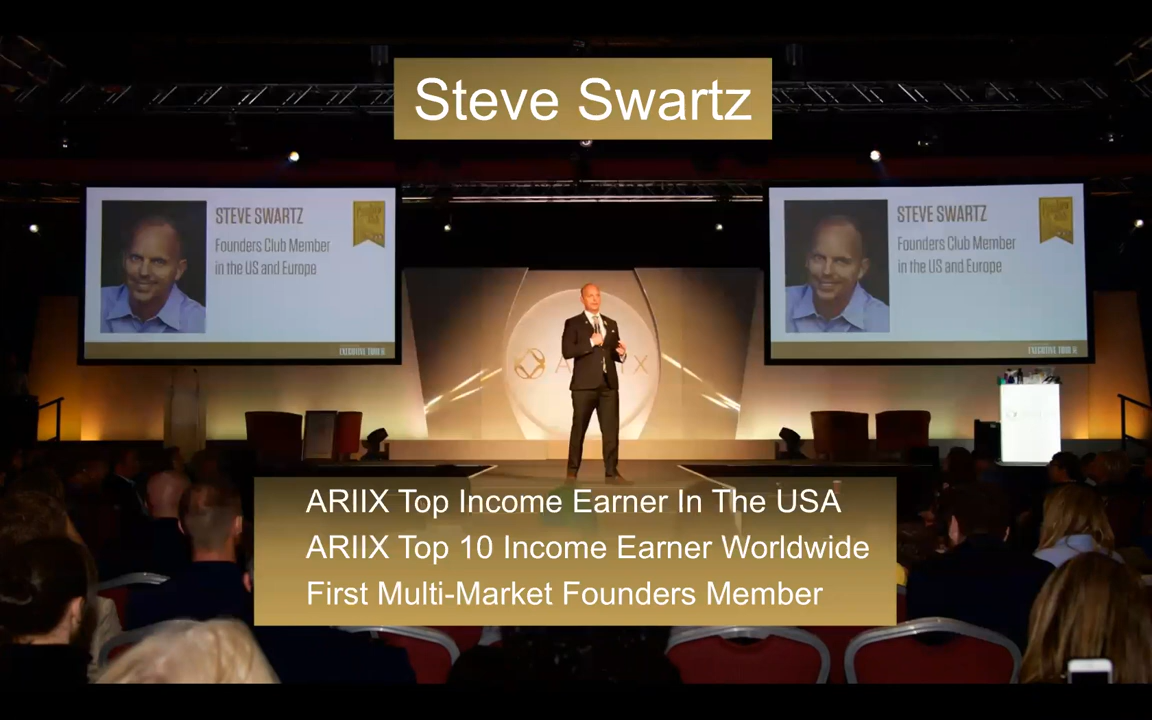 Steve Swartz
STEVE SWARTZ
Founders Club Member
in the US and Europe
STEVE SWARTZ
Founders Club Member
in the US and Europe
ARIIX Top Income Earner In The USA
ARIIX Top 10 Income Earner Worldwide
First Multi-Market Founders Member